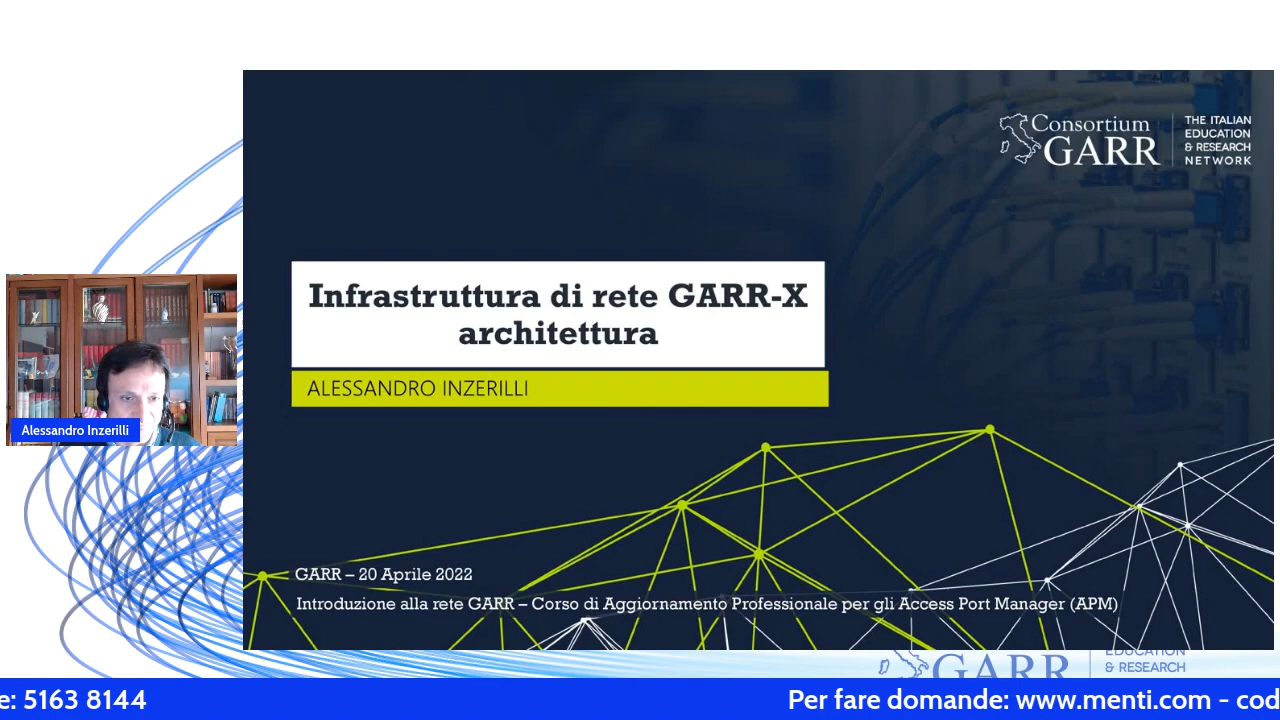 Consortium
GARR
THE ITALIAN
EDUCATION
& RESEARCH
NETWORK
Infrastruttura di rete GARR-X
architettura
ALESSANDRO INZERILLI
Alessandro Inzerilli
GARR – 20 Aprile 2022
Introduzione alla rete GARR – Corso di Aggiornamento Professionale per gli Access Port Manager (APM)
GARR
EDUCATION
& RESEARCH
e: 5163 8144
Per fare domande: www.menti.com - cod